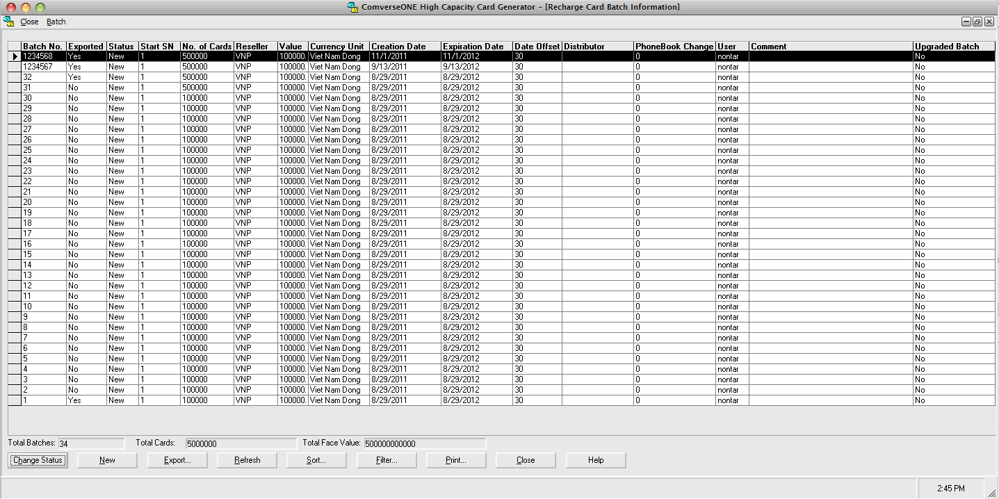 ComverseONE High Capacity Card Generator – [Recharge Card Batch Information]
Close Batch
Batch No. Exported Status Start SN No. of Cards Reseller Value Currency Unit Creation Date Expiration Date Date Offset Distributor PhoneBook Change User Comment Upgraded Batch
1234568 Yes New 1 500000 VNP 100000. Viet Nam Dong 11/1/2011 11/1/2012 30 0 nontar No
1234567 Yes New 1 500000 VNP 100000. Viet Nam Dong 9/13/2011 9/13/2012 30 0 nontar No
32 Yes New 1 500000 VNP 100000. Viet Nam Dong 8/29/2011 8/29/2012 30 0 nontar No
31 No New 1 500000 VNP 100000. Viet Nam Dong 8/29/2011 8/29/2012 30 0 nontar No
30 No New 1 100000 VNP 100000. Viet Nam Dong 8/29/2011 8/29/2012 30 0 nontar No
29 No New 1 100000 VNP 100000. Viet Nam Dong 8/29/2011 8/29/2012 30 0 nontar No
28 No New 1 100000 VNP 100000. Viet Nam Dong 8/29/2011 8/29/2012 30 0 nontar No
27 No New 1 100000 VNP 100000. Viet Nam Dong 8/29/2011 8/29/2012 30 0 nontar No
26 No New 1 100000 VNP 100000. Viet Nam Dong 8/29/2011 8/29/2012 30 0 nontar No
25 No New 1 100000 VNP 100000. Viet Nam Dong 8/29/2011 8/29/2012 30 0 nontar No
24 No New 1 100000 VNP 100000. Viet Nam Dong 8/29/2011 8/29/2012 30 0 nontar No
23 No New 1 100000 VNP 100000. Viet Nam Dong 8/29/2011 8/29/2012 30 0 nontar No
22 No New 1 100000 VNP 100000. Viet Nam Dong 8/29/2011 8/29/2012 30 0 nontar No
21 No New 1 100000 VNP 100000. Viet Nam Dong 8/29/2011 8/29/2012 30 0 nontar No
20 No New 1 100000 VNP 100000. Viet Nam Dong 8/29/2011 8/29/2012 30 0 nontar No
19 No New 1 100000 VNP 100000. Viet Nam Dong 8/29/2011 8/29/2012 30 0 nontar No
18 No New 1 100000 VNP 100000. Viet Nam Dong 8/29/2011 8/29/2012 30 0 nontar No
17 No New 1 100000 VNP 100000. Viet Nam Dong 8/29/2011 8/29/2012 30 0 nontar No
16 No New 1 100000 VNP 100000. Viet Nam Dong 8/29/2011 8/29/2012 30 0 nontar No
15 No New 1 100000 VNP 100000. Viet Nam Dong 8/29/2011 8/29/2012 30 0 nontar No
14 No New 1 100000 VNP 100000. Viet Nam Dong 8/29/2011 8/29/2012 30 0 nontar No
13 No New 1 100000 VNP 100000. Viet Nam Dong 8/29/2011 8/29/2012 30 0 nontar No
12 No New 1 100000 VNP 100000. Viet Nam Dong 8/29/2011 8/29/2012 30 0 nontar No
11 No New 1 100000 VNP 100000. Viet Nam Dong 8/29/2011 8/29/2012 30 0 nontar No
10 No New 1 100000 VNP 100000. Viet Nam Dong 8/29/2011 8/29/2012 30 0 nontar No
9 No New 1 100000 VNP 100000. Viet Nam Dong 8/29/2011 8/29/2012 30 0 nontar No
8 No New 1 100000 VNP 100000. Viet Nam Dong 8/29/2011 8/29/2012 30 0 nontar No
7 No New 1 100000 VNP 100000. Viet Nam Dong 8/29/2011 8/29/2012 30 0 nontar No
6 No New 1 100000 VNP 100000. Viet Nam Dong 8/29/2011 8/29/2012 30 0 nontar No
5 No New 1 100000 VNP 100000. Viet Nam Dong 8/29/2011 8/29/2012 30 0 nontar No
4 No New 1 100000 VNP 100000. Viet Nam Dong 8/29/2011 8/29/2012 30 0 nontar No
3 No New 1 100000 VNP 100000. Viet Nam Dong 8/29/2011 8/29/2012 30 0 nontar No
2 No New 1 100000 VNP 100000. Viet Nam Dong 8/29/2011 8/29/2012 30 0 nontar No
1 Yes New 1 100000 VNP 100000. Viet Nam Dong 8/29/2011 8/29/2012 30 0 nontar No
Total Batches: 34 Total Cards: 5000000 Total Face Value: 500000000000
Change Status New Export... Refresh Sort... Filter... Print... Close Help
2:45 PM